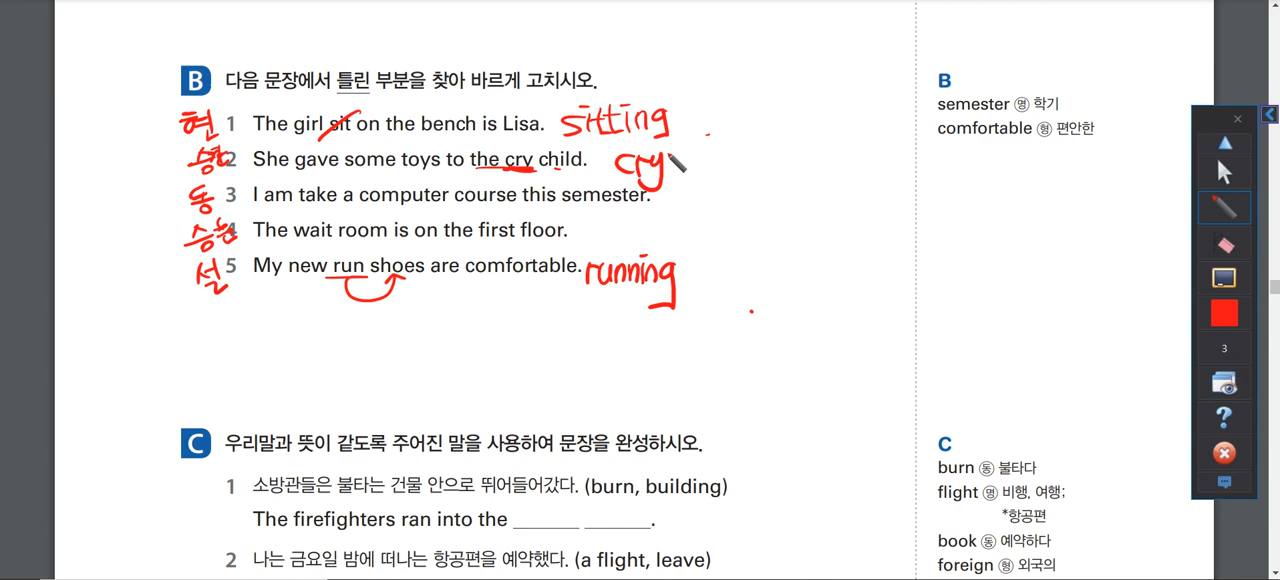 B 다음 문장에서 틀린 부분을 찾아 바르게 고치시오.
현 1 The girl sit on the bench is Lisa. sitting
2 She gave some toys to the cry child. cry
동 3 I am take a computer course this semester.
4 The wait room is on the first floor.
설 5 My new run shoes are comfortable. running
B
semester 명 학기
comfortable 형 편안한
3
C 우리말과 뜻이 같도록 주어진 말을 사용하여 문장을 완성하시오.
1 소방관들은 불타는 건물 안으로 뛰어들어갔다. (burn, building)
The firefighters ran into the ______ ______.
2 나는 금요일 밤에 떠나는 항공편을 예약했다. (a flight, leave)
C
burn 동 불타다
flight 명 비행, 여행;
*항공편
book 동 예약하다
foreign 형 외국의